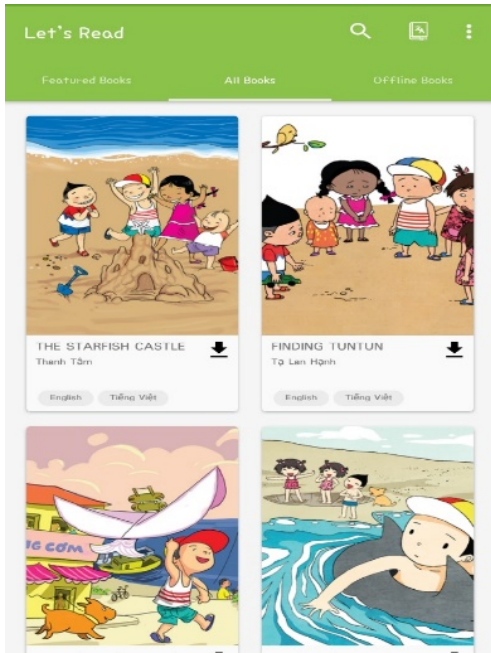 Let's Read
Featured Books All Books Offline Books
THE STARFISH CASTLE
Thanh Tâm
English Tiếng Việt
FINDING TUNTUN
Tạ Lan Hạnh
English Tiếng Việt
NG CƠM